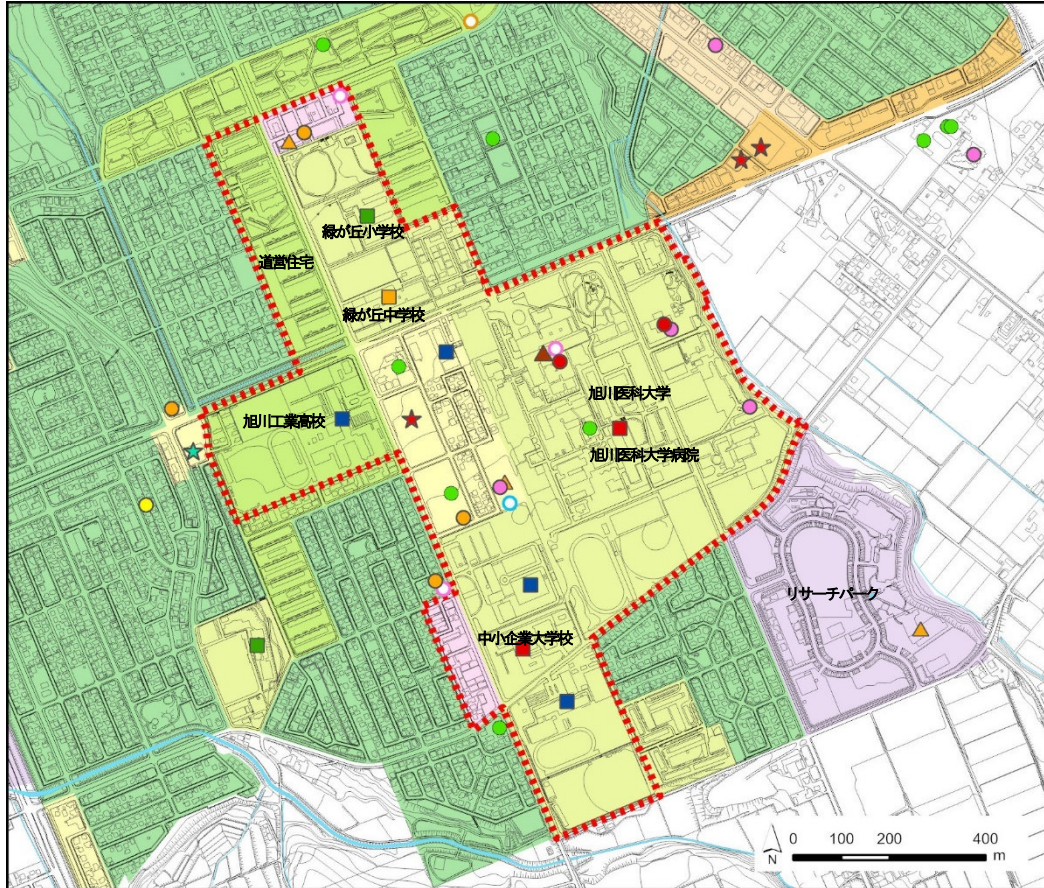 緑が丘小学校
道営住宅
緑が丘中学校
旭川医科大学
旭川工業高校
旭川医科大学病院
リサーチパーク
中小企業大学校
N
0 100 200 400
m